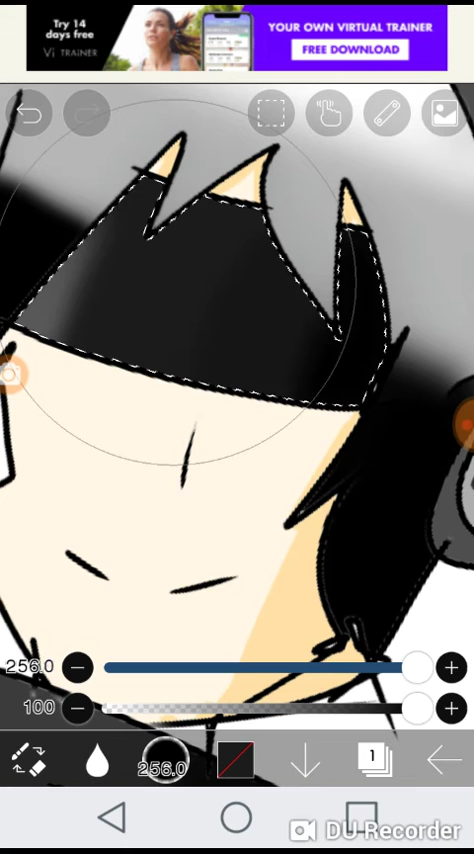 Try 14
days free
Vi TRAINER
YOUR OWN VIRTUAL TRAINER
FREE DOWNLOAD
256.0
100
256.0
1
DU Recorder